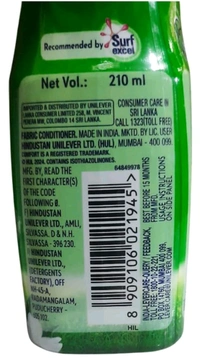 Recommended by Surf excel
Net Vol.: 210 ml
IMPORTED & DISTRIBUTED BY UNILEVER
LANKA CONSUMER LIMITED 258, M. VINCENT
PERERA MW, COLOMBO 14 SRI LANKA
CONSUMER CARE IN
SRI LANKA
CALL 1323(TOLL FREE)
FABRIC CONDITIONER. MADE IN INDIA. MKTD. BY LIC. USER
HINDUSTAN UNILEVER LTD. (HUL), MUMBAI - 400 099.
IS A REGISTERED TRADEMARK.
CONTAINS ISOTHIAZOLINONES.
MFG. BY, READ THE
FIRST CHARACTER(S)
OF THE CODE
FOLLOWING B.
HINDUSTAN
UNILEVER LTD., AMLI,
SILVASSA, D & N.H.
SILVASSA - 396 230.
HINDUSTAN
UNILEVER LTD.,
(DETERGENTS
FACTORY), OFF
NH-45-A,
VADAMANGALAM,
PUDUCHERRY -
605 102.
64849978
8 909106 021945
BEST BEFORE 15 MONTHS
FROM MFG.
USAGE INSTRUCTIONS
ON SIDE PANEL
HIL